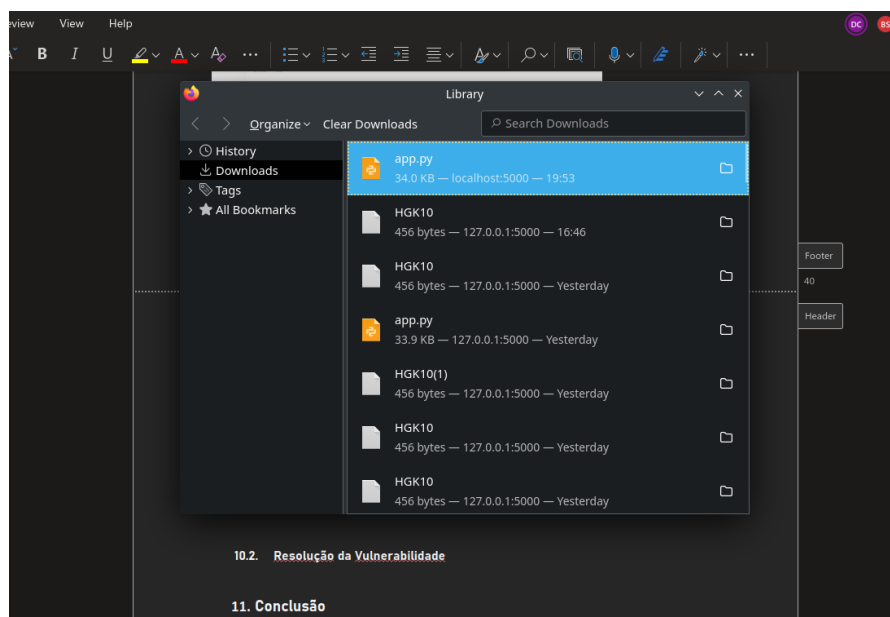 eview View Help
DC BS
B I U A A
Library
Organize Clear Downloads Search Downloads
History
Downloads
Tags
All Bookmarks
app.py
34.0 KB — localhost:5000 — 19:53
HGK10
456 bytes — 127.0.0.1:5000 — 16:46
HGK10
456 bytes — 127.0.0.1:5000 — Yesterday
app.py
33.9 KB — 127.0.0.1:5000 — Yesterday
HGK10(1)
456 bytes — 127.0.0.1:5000 — Yesterday
HGK10
456 bytes — 127.0.0.1:5000 — Yesterday
HGK10
456 bytes — 127.0.0.1:5000 — Yesterday
Footer
40
Header
10.2. Resolução da Vulnerabilidade
11. Conclusão